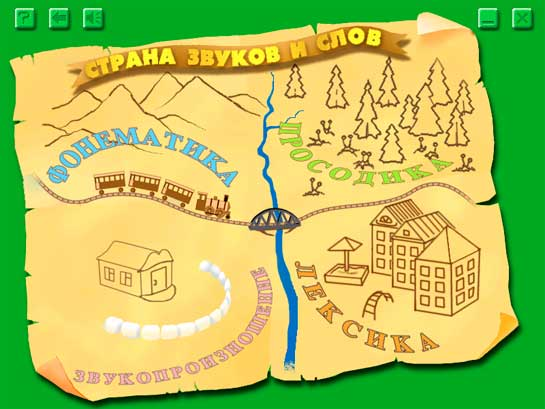 СТРАНА ЗВУКОВ И СЛОВ
ФОНЕМАТИКА
ПРОСОДИКА
ЗВУКОПРОИЗНОШЕНИЕ
ЛЕКСИКА